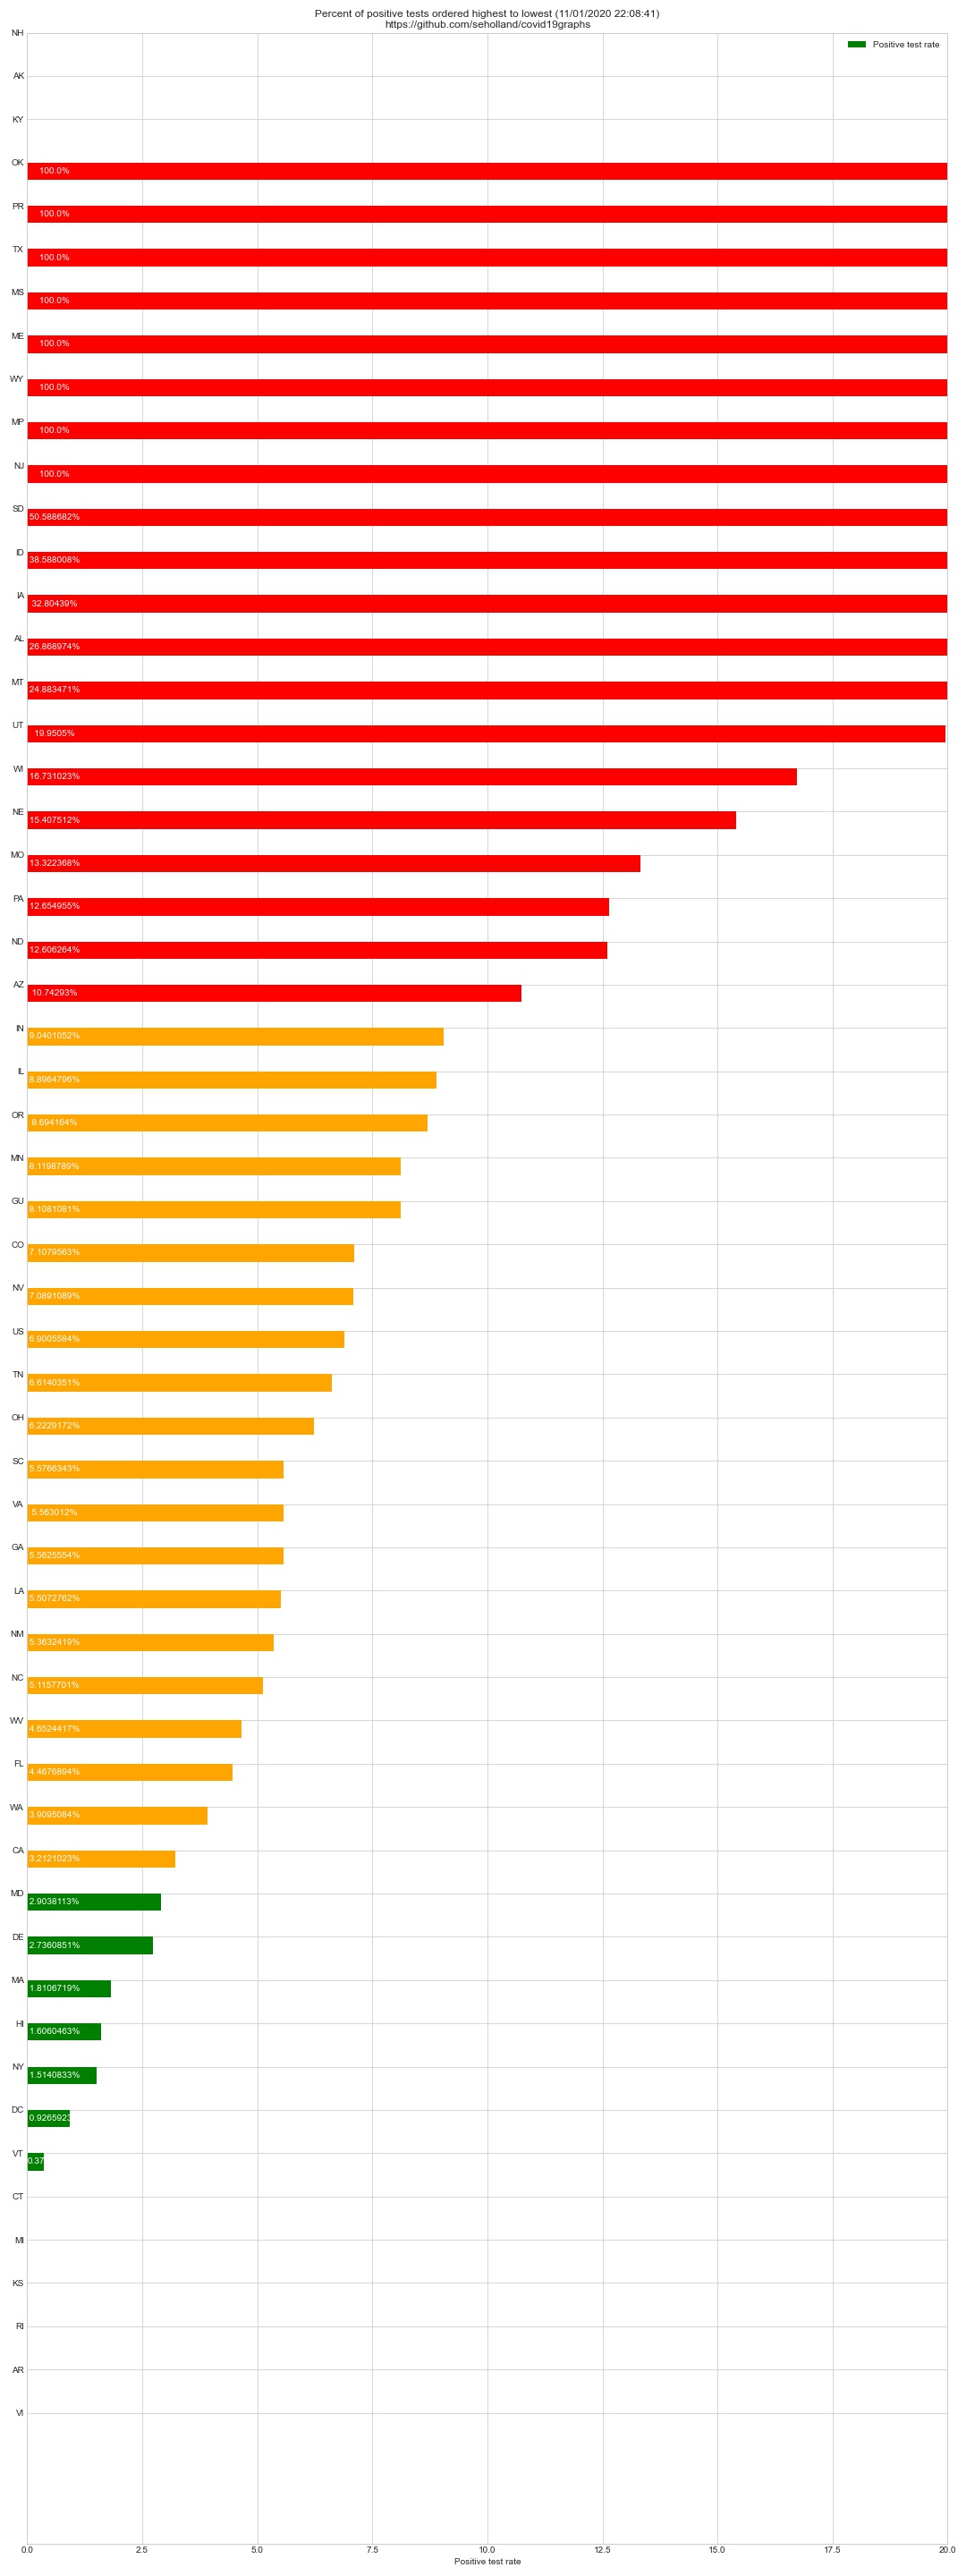 Percent of positive tests ordered highest to lowest (11/01/2020 22:08:41)
https://github.com/seholland/covid19graphs
Positive test rate
NH
AK
KY
OK 100.0%
PR 100.0%
TX 100.0%
MS 100.0%
ME 100.0%
WY 100.0%
MP 100.0%
NJ 100.0%
SD 50.588682%
ID 38.588008%
IA 32.80439%
AL 26.868974%
MT 24.883471%
UT 19.9505%
WI 16.731023%
NE 15.407512%
MO 13.322368%
PA 12.654955%
ND 12.606264%
AZ 10.74293%
IN 9.0401052%
IL 8.8964796%
OR 8.694164%
MN 8.1198789%
GU 8.1081081%
CO 7.1079563%
NV 7.0891089%
US 6.9005584%
TN 6.6140351%
OH 6.2229172%
SC 5.5766343%
VA 5.563012%
GA 5.5625554%
LA 5.5072762%
NM 5.3632419%
NC 5.1157701%
WV 4.6524417%
FL 4.4676894%
WA 3.9095084%
CA 3.2121023%
MD 2.9038113%
DE 2.7360851%
MA 1.8106719%
HI 1.6060463%
NY 1.5140833%
DC 0.9265923
VT 0.37
CT
MI
KS
RI
AR
VI
0.0 2.5 5.0 7.5 10.0 12.5 15.0 17.5 20.0
Positive test rate